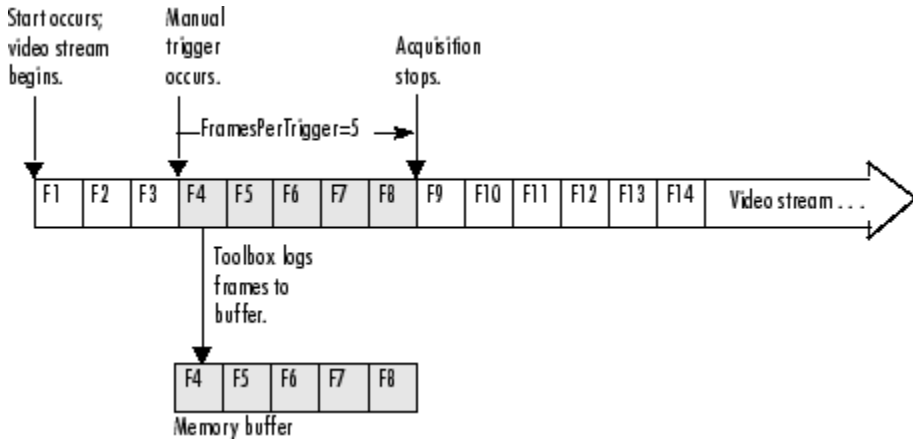 Start occurs;
video stream
begins.
Manual
trigger
occurs.
Acquisition
stops.
FramesPerTrigger=5
F1 F2 F3 F4 F5 F6 F7 F8 F9 F10 F11 F12 F13 F14 Video stream . . .
Toolbox logs
frames to
buffer.
F4 F5 F6 F7 F8
Memory buffer